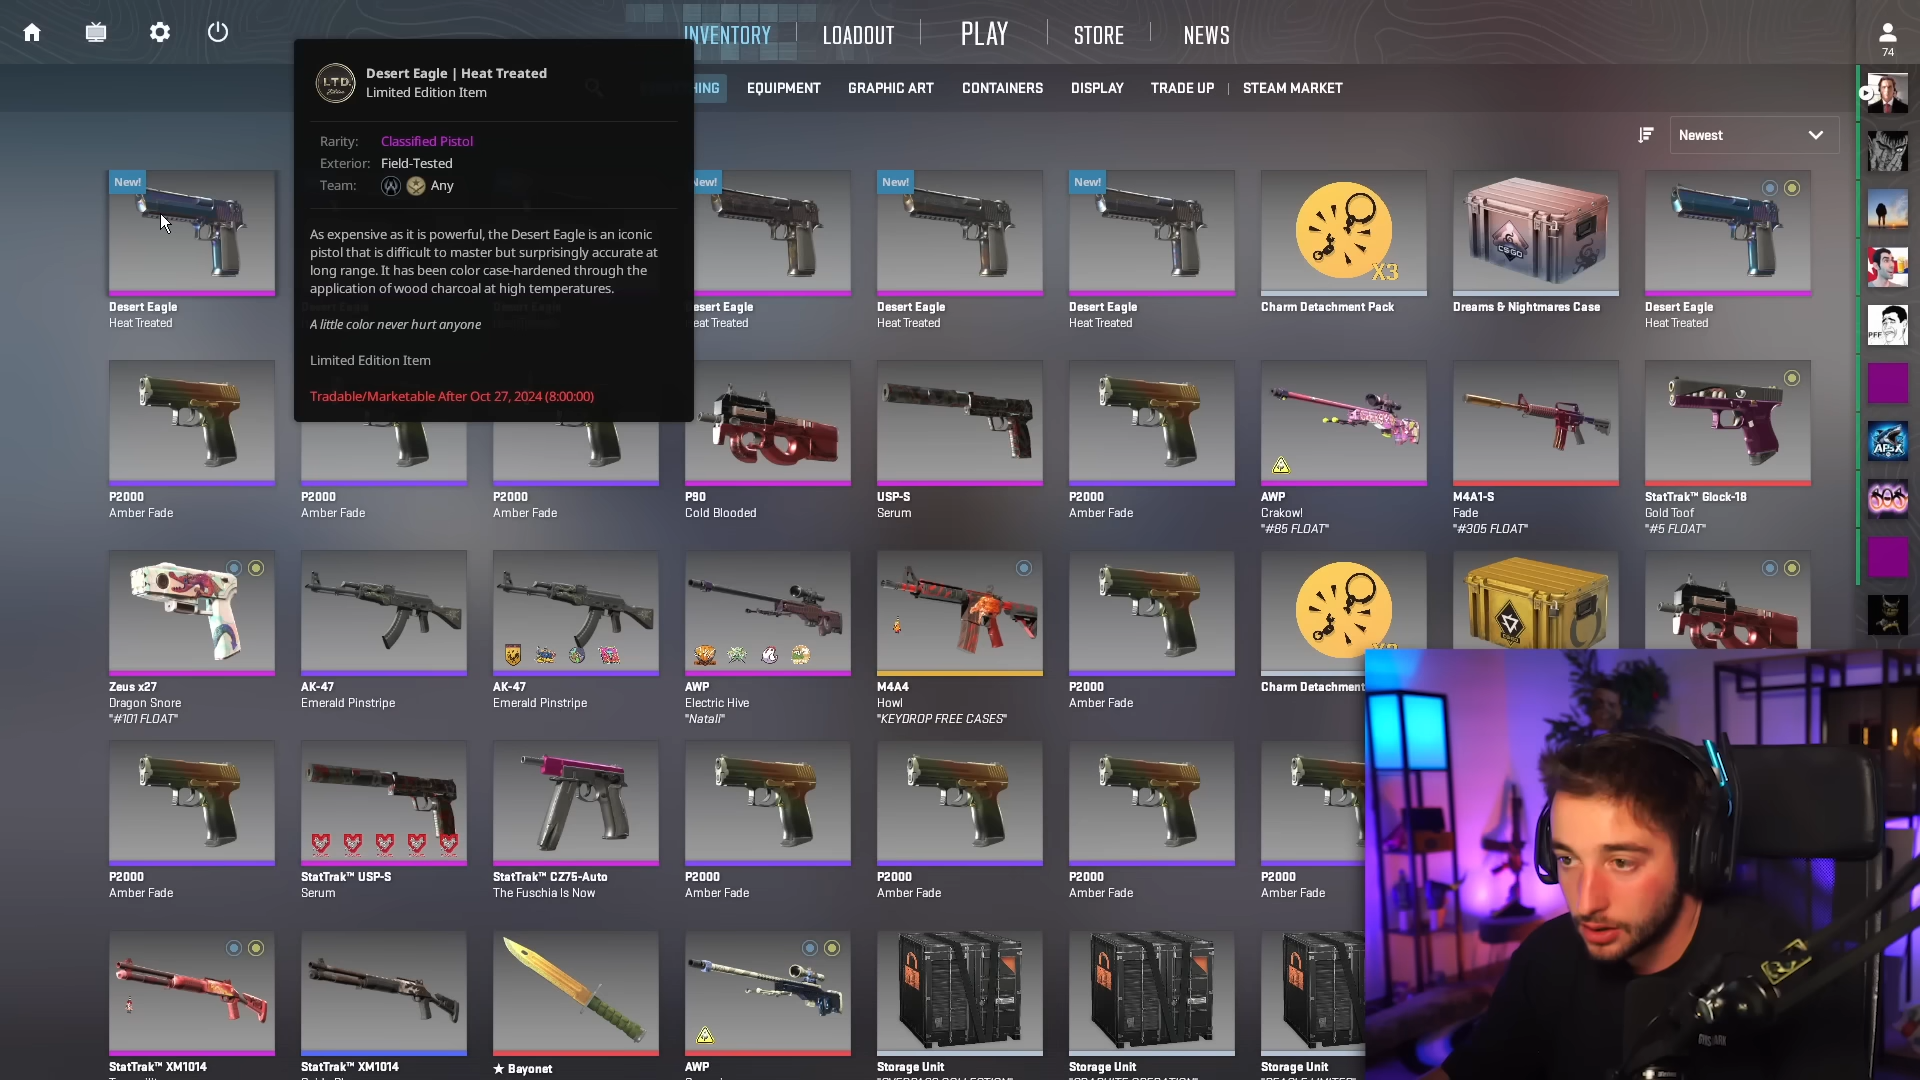 INVENTORY
LOADOUT
PLAY
STORE
NEWS
74
EQUIPMENT
GRAPHIC ART
CONTAINERS
DISPLAY
TRADE UP
STEAM MARKET
Newest
LTD.
Desert Eagle | Heat Treated
Limited Edition Item
Rarity: Classified Pistol
Exterior: Field-Tested
Team: Any
As expensive as it is powerful, the Desert Eagle is an iconic
pistol that is difficult to master but surprisingly accurate at
long range. It has been color case-hardened through the
application of wood charcoal at high temperatures.
A little color never hurt anyone
Limited Edition Item
Tradable/Marketable After Oct 27, 2024 (8:00:00)
New!
New!
New!
New!
X3
CS:GO
Desert Eagle
Heat Treated
Desert Eagle
Heat Treated
Desert Eagle
Heat Treated
Desert Eagle
Heat Treated
Charm Detachment Pack
Dreams & Nightmares Case
Desert Eagle
Heat Treated
PFF
P2000
Amber Fade
P2000
Amber Fade
P2000
Amber Fade
P90
Cold Blooded
USP-S
Serum
P2000
Amber Fade
AWP
Crakow!
"#85 FLOAT"
M4A1-S
Fade
"#305 FLOAT"
StatTrak™ Glock-18
Gold Toof
"#5 FLOAT"
Zeus x27
Dragon Snore
"#101 FLOAT"
AK-47
Emerald Pinstripe
AK-47
Emerald Pinstripe
AWP
Electric Hive
"Natali"
M4A4
Howl
"KEYDROP FREE CASES"
P2000
Amber Fade
Charm Detachment
P2000
Amber Fade
StatTrak™ USP-S
Serum
StatTrak™ CZ75-Auto
The Fuschia Is Now
P2000
Amber Fade
P2000
Amber Fade
P2000
Amber Fade
P2000
Amber Fade
StatTrak™ XM1014
StatTrak™ XM1014
★ Bayonet
AWP
Storage Unit
Storage Unit
Storage Unit